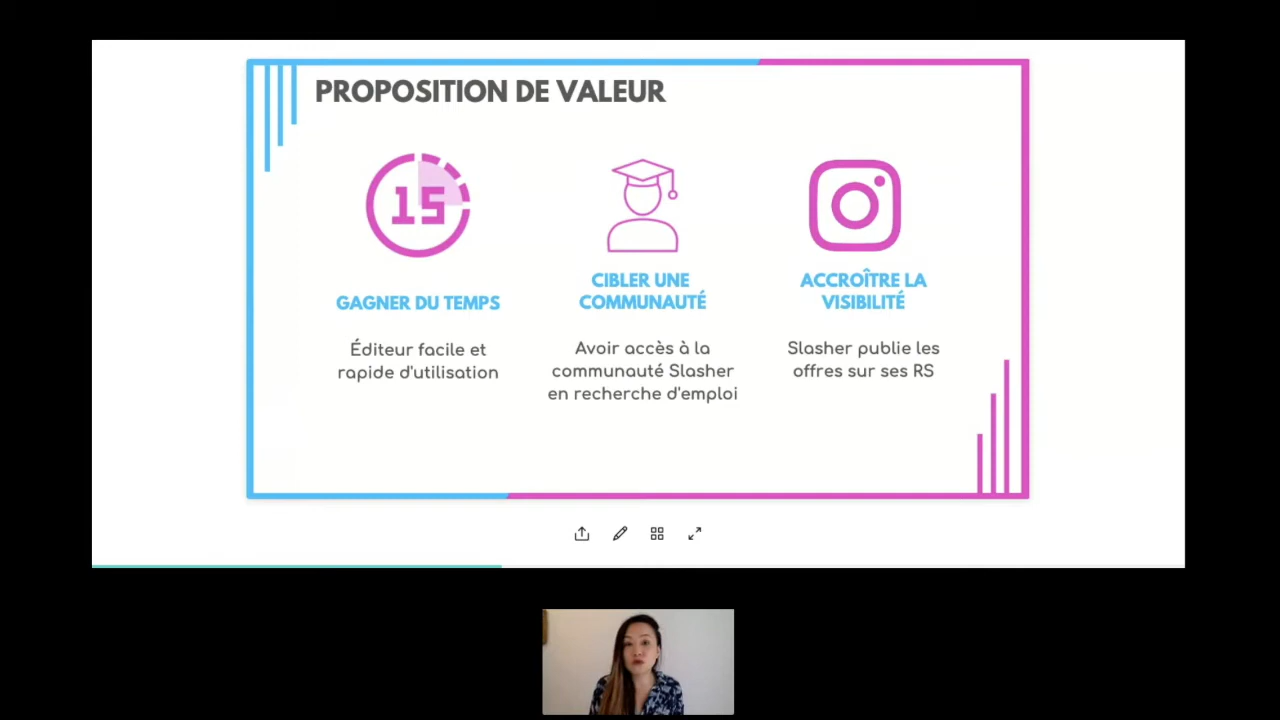 PROPOSITION DE VALEUR
15
GAGNER DU TEMPS
Éditeur facile et
rapide d'utilisation
CIBLER UNE
COMMUNAUTÉ
Avoir accès à la
communauté Slasher
en recherche d'emploi
ACCROÎTRE LA
VISIBILITÉ
Slasher publie les
offres sur ses RS